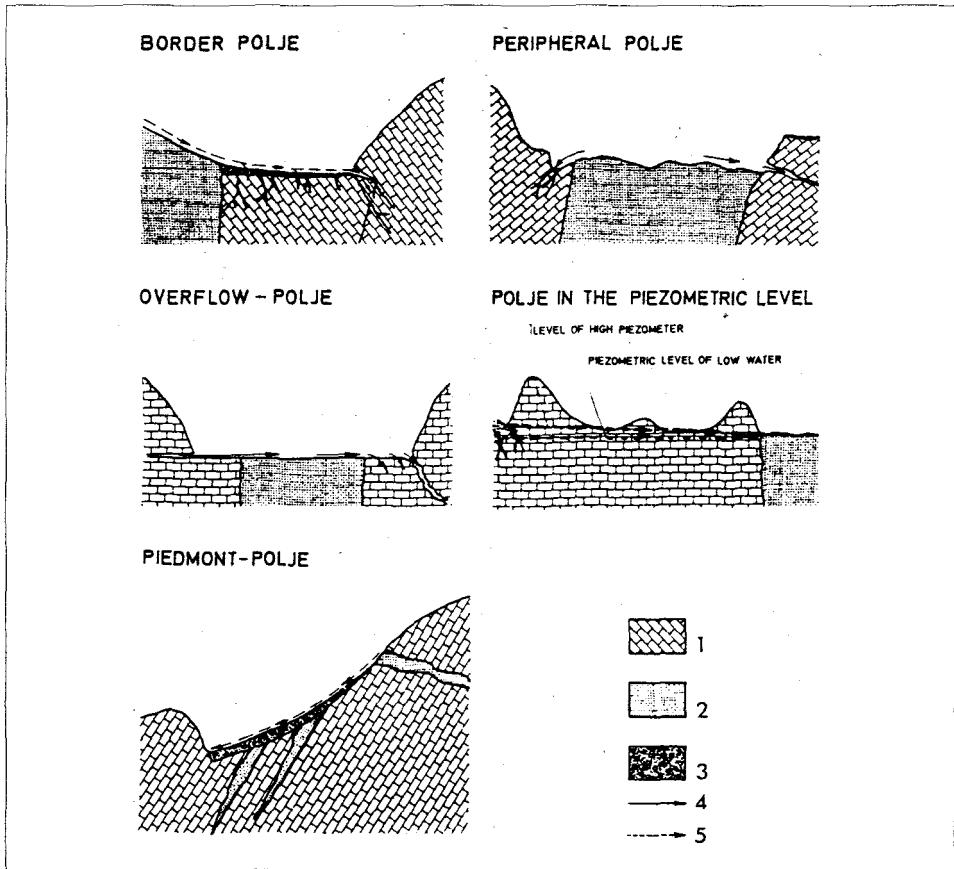 BORDER POLJE
PERIPHERAL POLJE
OVERFLOW - POLJE
POLJE IN THE PIEZOMETRIC LEVEL
LEVEL OF HIGH PIEZOMETER
PIEZOMETRIC LEVEL OF LOW WATER
PIEDMONT-POLJE
1
2
3
4
5